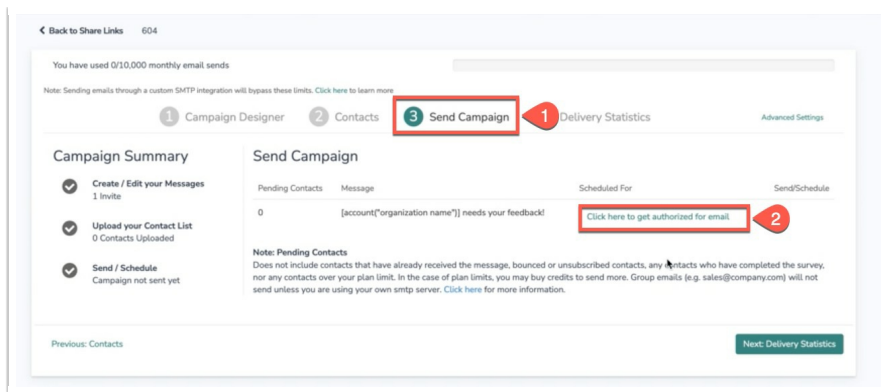 Back to Share Links 604
You have used 0/10,000 monthly email sends
Note: Sending emails through a custom SMTP integration will bypass these limits. Click here to learn more
1 Campaign Designer 2 Contacts 3 Send Campaign 1 Delivery Statistics Advanced Settings
Campaign Summary
Create / Edit your Messages
1 Invite
Upload your Contact List
0 Contacts Uploaded
Send / Schedule
Campaign not sent yet
Send Campaign
Pending Contacts Message Scheduled For Send/Schedule
0 [account("organization name")] needs your feedback! Click here to get authorized for email 2
Note: Pending Contacts
Does not include contacts that have already received the message, bounced or unsubscribed contacts, any contacts who have completed the survey,
nor any contacts over your plan limit. In the case of plan limits, you may buy credits to send more. Group emails (e.g. sales@company.com) will not
send unless you are using your own smtp server. Click here for more information.
Previous: Contacts Next: Delivery Statistics